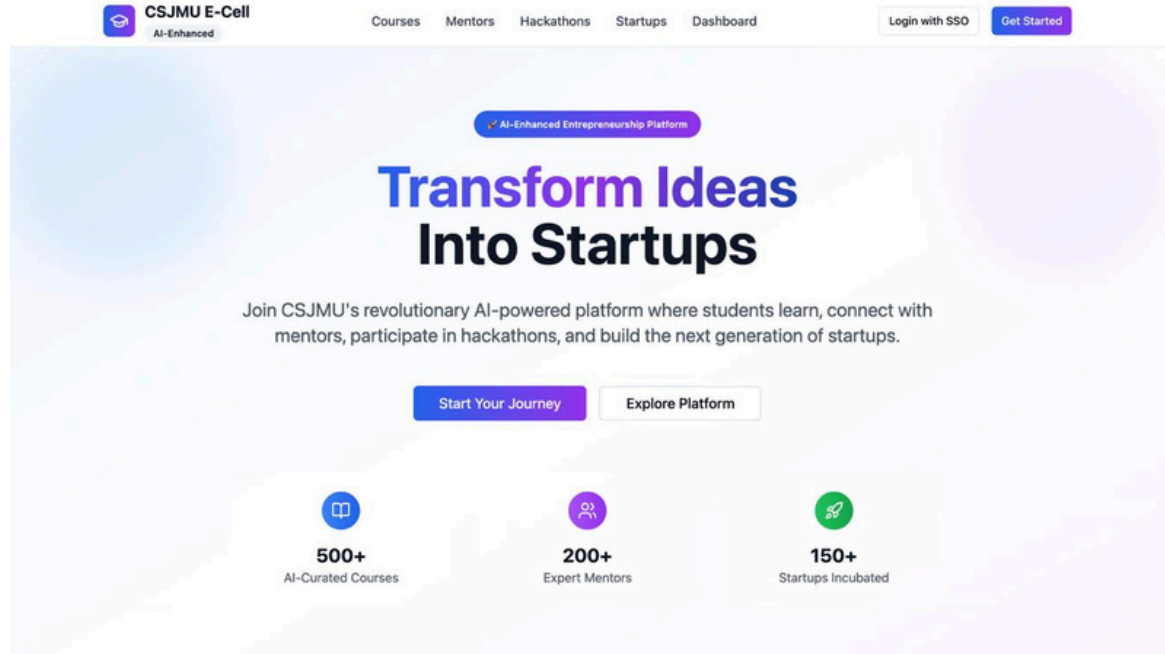 CSJMU E-Cell
AI-Enhanced
Courses Mentors Hackathons Startups Dashboard
Login with SSO
Get Started
🚀 AI-Enhanced Entrepreneurship Platform
Transform Ideas
Into Startups
Join CSJMU's revolutionary AI-powered platform where students learn, connect with
mentors, participate in hackathons, and build the next generation of startups.
Start Your Journey
Explore Platform
500+
AI-Curated Courses
200+
Expert Mentors
150+
Startups Incubated